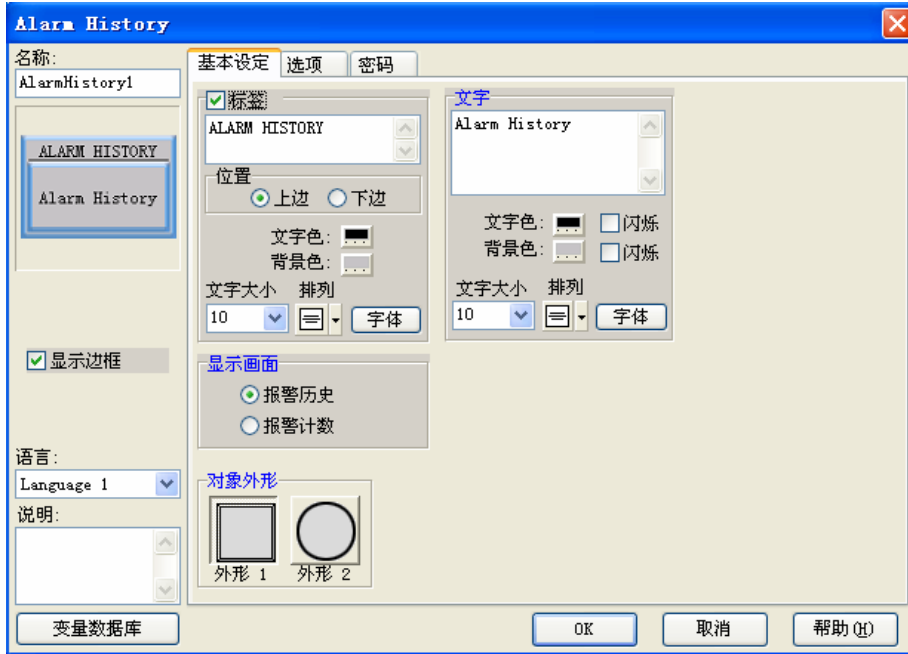 Alarm History
名称:
AlarmHistory1
ALARM HISTORY
Alarm History
显示边框
语言:
Language 1
说明:
变量数据库
基本设定 选项 密码
标签
ALARM HISTORY
位置
上边 下边
文字色: ...
背景色: ...
文字大小 排列
10 字体
文字
Alarm History
文字色: ... 闪烁
背景色: ... 闪烁
文字大小 排列
10 字体
显示画面
报警历史
报警计数
对象外形
外形 1 外形 2
OK 取消 帮助(H)